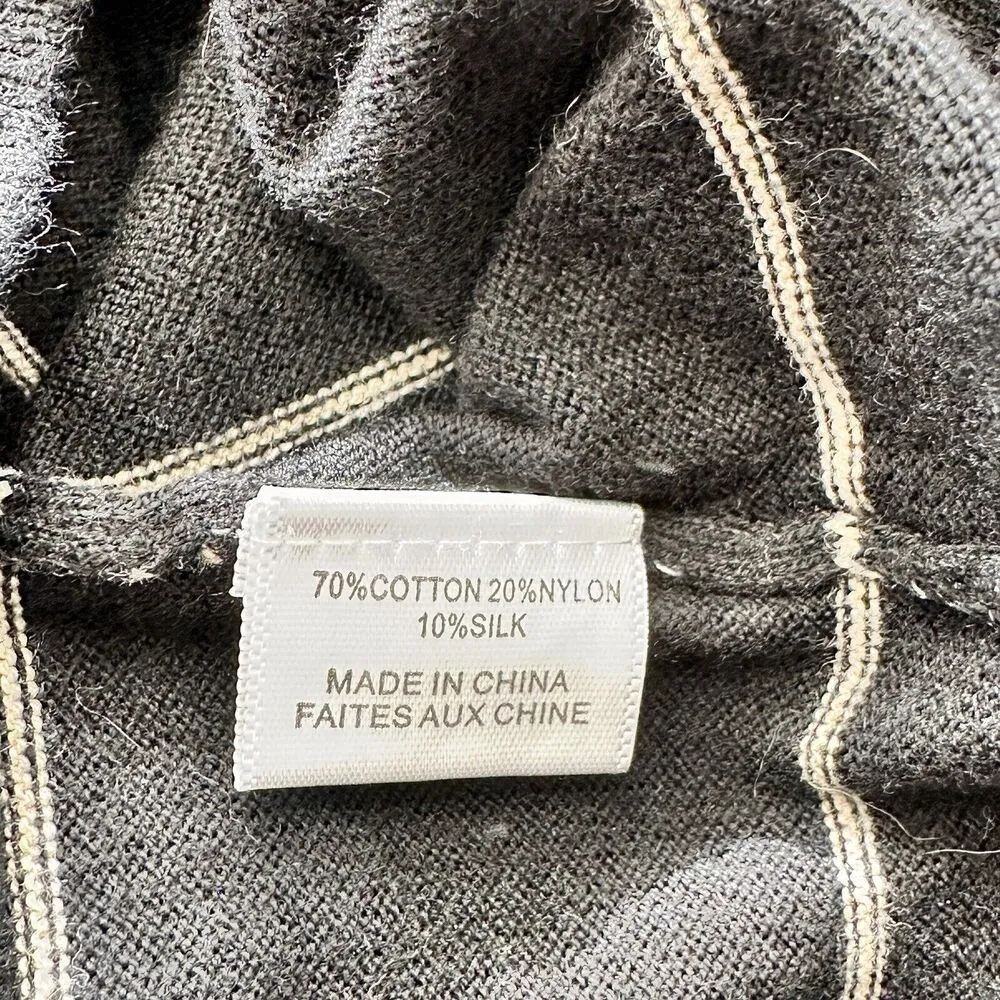 70%COTTON 20%NYLON
10%SILK
MADE IN CHINA
FAITES AUX CHINE